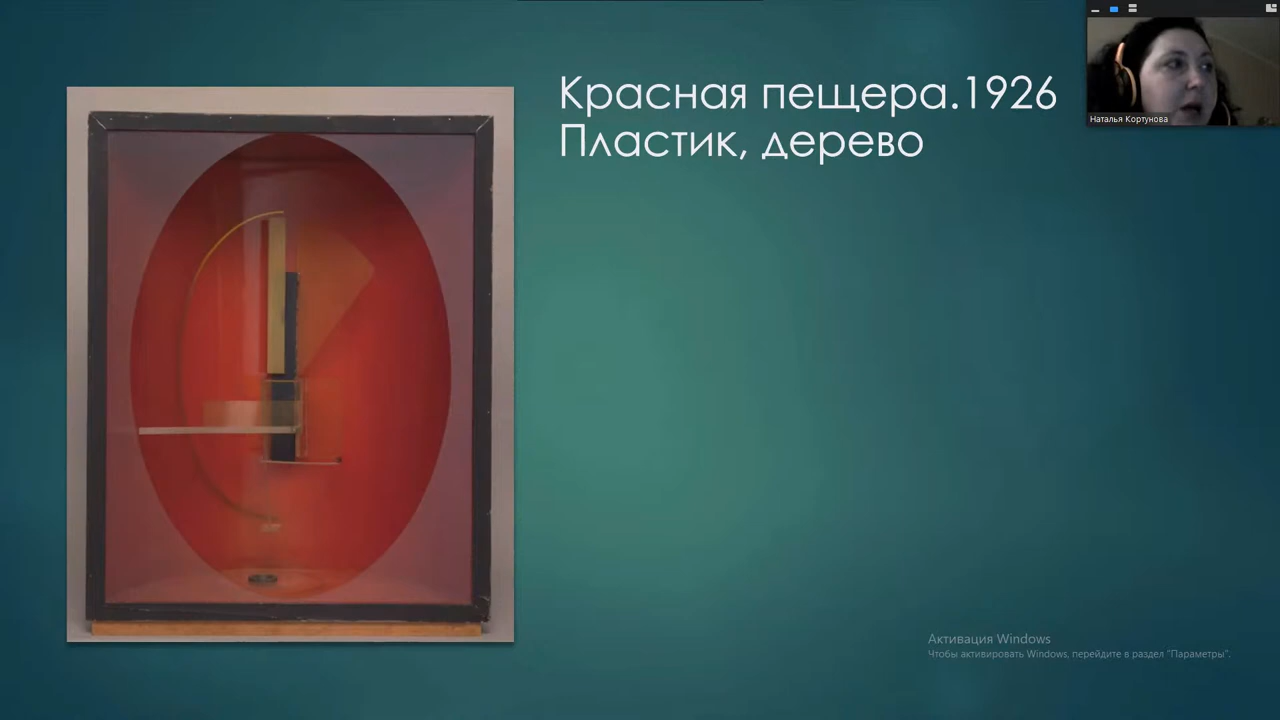 Красная пещера.1926
Пластик, дерево
Наталья Кортунова
Активация Windows
Чтобы активировать Windows, перейдите в раздел "Параметры".